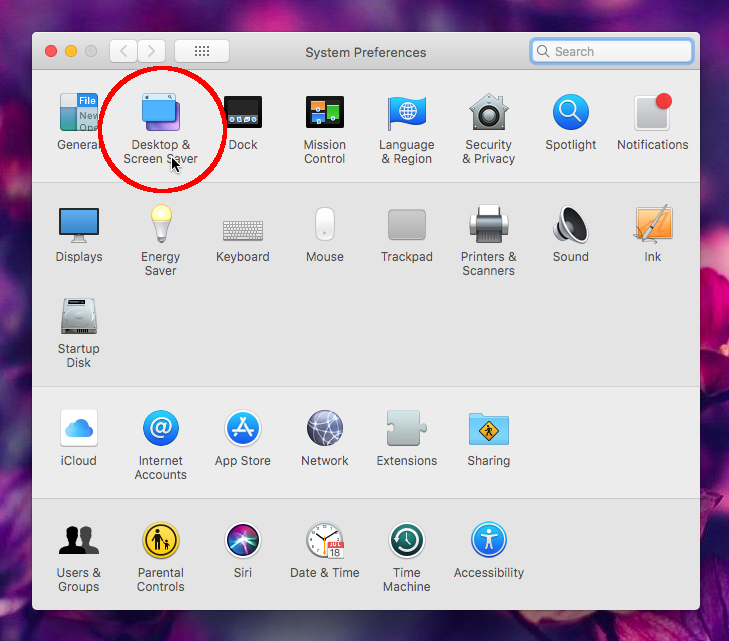 System Preferences
Search
File
New
Ope
General
Desktop &
Screen Saver
Dock
Mission
Control
Language
& Region
Security
& Privacy
Spotlight
Notifications
Displays
Energy
Saver
Keyboard
Mouse
Trackpad
Printers &
Scanners
Sound
Ink
Startup
Disk
iCloud
@
Internet
Accounts
App Store
Network
Extensions
Sharing
Users &
Groups
Parental
Controls
Siri
JUL
18
Date & Time
Time
Machine
Accessibility